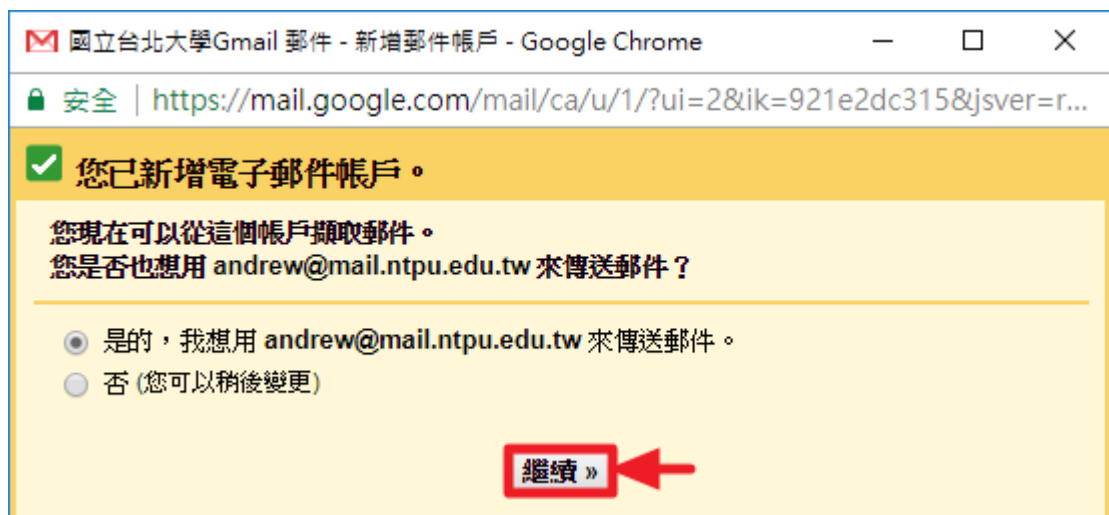 國立台北大學Gmail 郵件 - 新增郵件帳戶 - Google Chrome
安全 | https://mail.google.com/mail/ca/u/1/?ui=2&ik=921e2dc315&jsver=r...
您已新增電子郵件帳戶。
您現在可以從這個帳戶擷取郵件。
您是否也想用 andrew@mail.ntpu.edu.tw 來傳送郵件？
是的，我想用 andrew@mail.ntpu.edu.tw 來傳送郵件。
否 (您可以稍後變更)
繼續 »